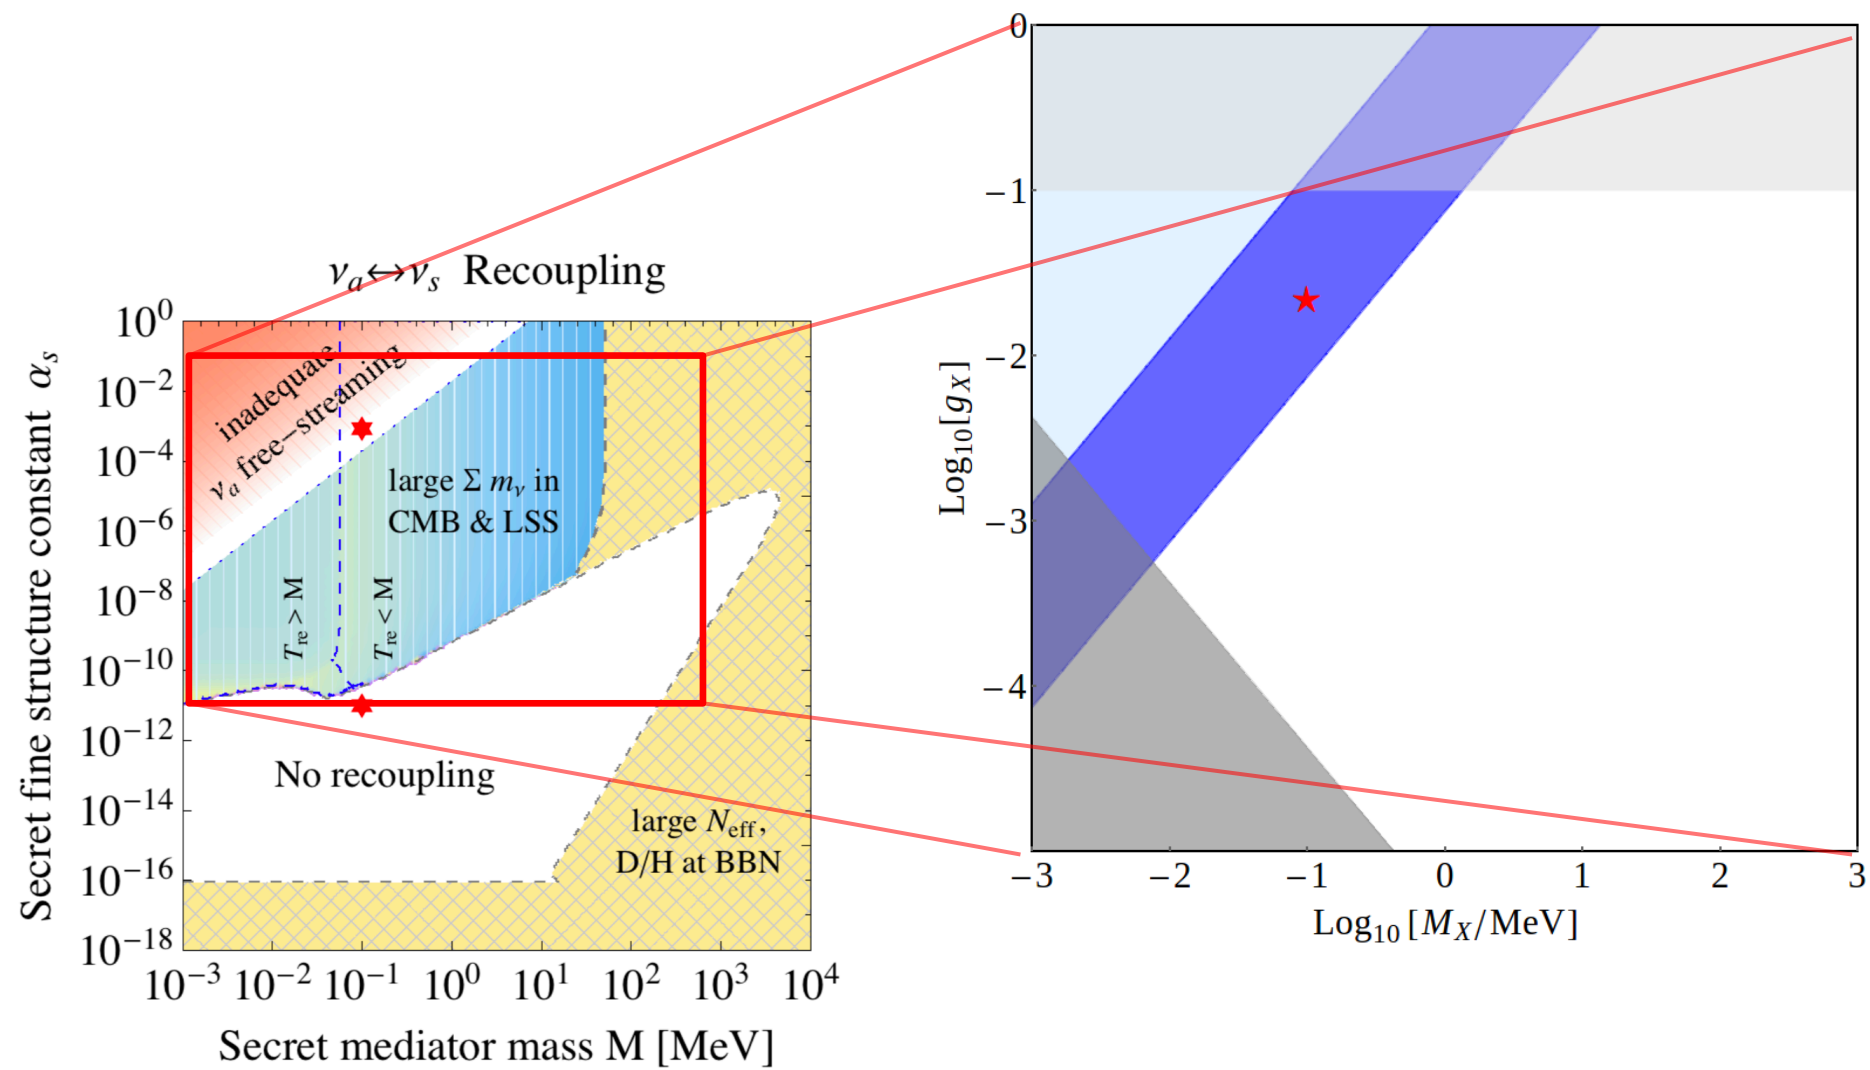 νa↔νs Recoupling
Secret fine structure constant αs
10^0
10^−2
10^−4
10^−6
10^−8
10^−10
10^−12
10^−14
10^−16
10^−18
inadequate
νa free−streaming
large Σ mν in
CMB & LSS
Tre > M
Tre < M
No recoupling
large Neff,
D/H at BBN
10^−3 10^−2 10^−1 10^0 10^1 10^2 10^3 10^4
Secret mediator mass M [MeV]
Log10[gX]
0
−1
−2
−3
−4
−3 −2 −1 0 1 2 3
Log10[MX/MeV]